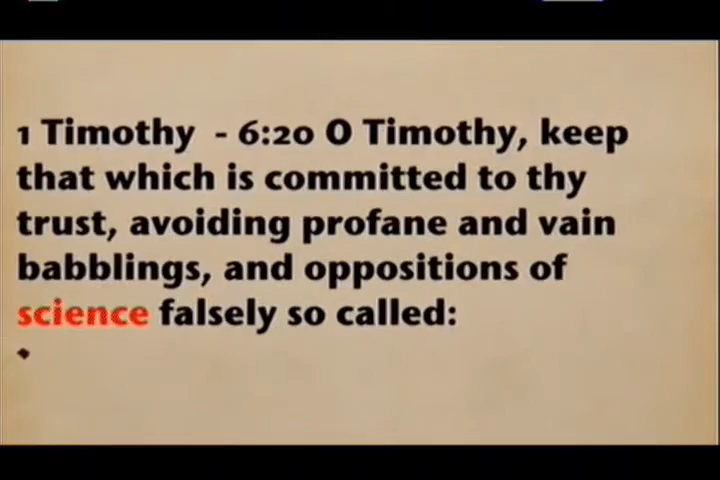 1 Timothy - 6:20 O Timothy, keep
that which is committed to thy
trust, avoiding profane and vain
babblings, and oppositions of
science falsely so called: